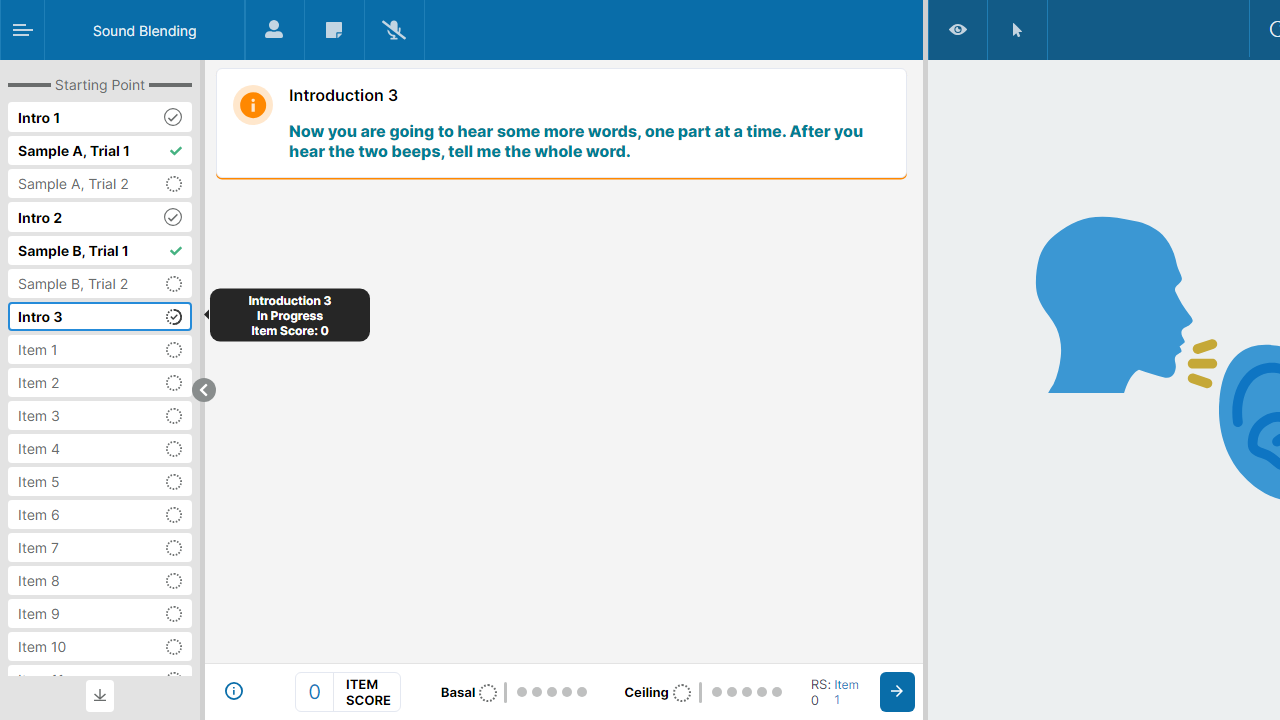 Sound Blending
Starting Point
Intro 1
Sample A, Trial 1
Sample A, Trial 2
Intro 2
Sample B, Trial 1
Sample B, Trial 2
Intro 3
Item 1
Item 2
Item 3
Item 4
Item 5
Item 6
Item 7
Item 8
Item 9
Item 10
Introduction 3
Now you are going to hear some more words, one part at a time. After you
hear the two beeps, tell me the whole word.
Introduction 3
In Progress
Item Score: 0
0
ITEM
SCORE
Basal
Ceiling
RS: Item
0 1